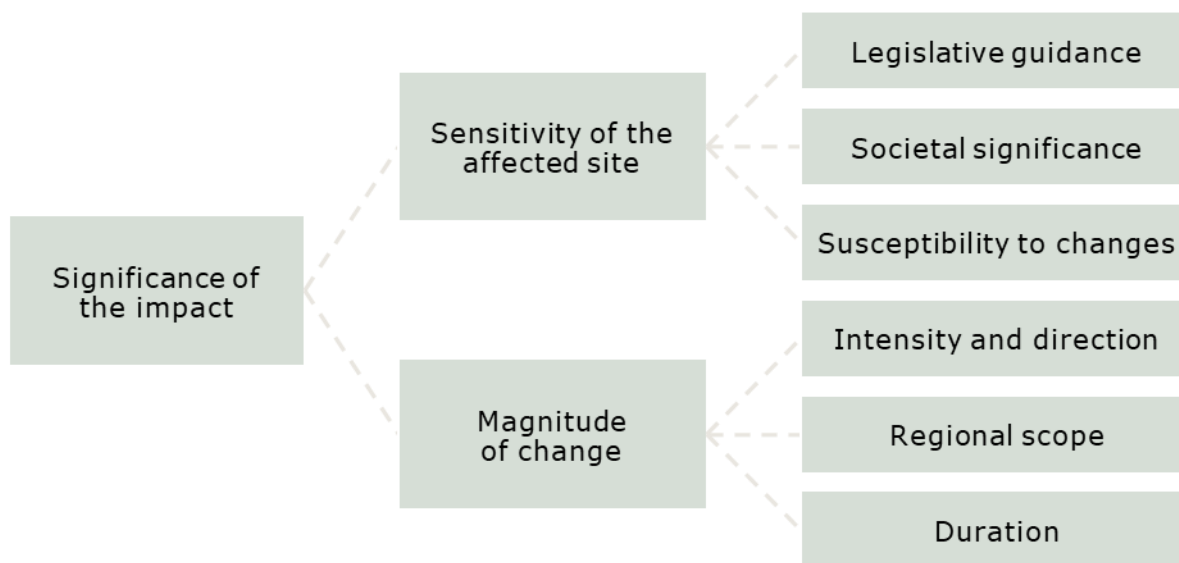 Significance of
the impact
Sensitivity of the
affected site
Magnitude
of change
Legislative guidance
Societal significance
Susceptibility to changes
Intensity and direction
Regional scope
Duration